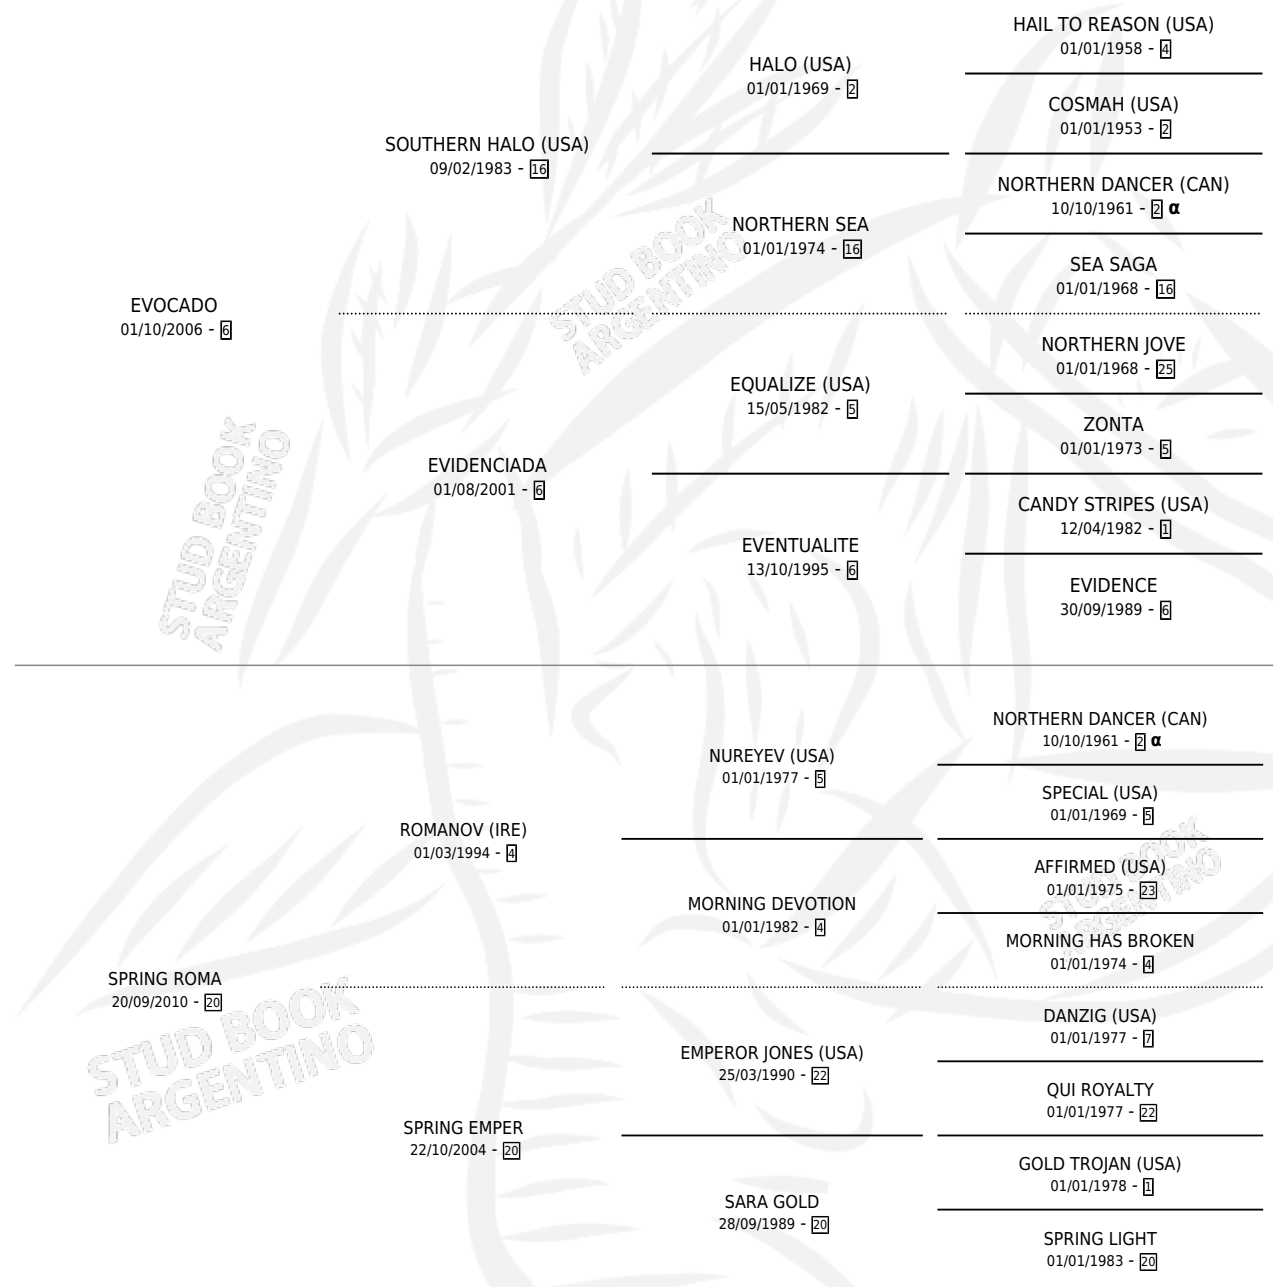 HAIL TO REASON (USA)
01/01/1958 - 4
HALO (USA)
01/01/1969 - 2
COSMAH (USA)
01/01/1953 - 2
SOUTHERN HALO (USA)
09/02/1983 - 16
NORTHERN DANCER (CAN)
10/10/1961 - 2 α
NORTHERN SEA
01/01/1974 - 16
SEA SAGA
01/01/1968 - 16
EVOCADO
01/10/2006 - 6
NORTHERN JOVE
01/01/1968 - 25
EQUALIZE (USA)
15/05/1982 - 5
ZONTA
01/01/1973 - 5
EVIDENCIADA
01/08/2001 - 6
CANDY STRIPES (USA)
12/04/1982 - 1
EVENTUALITE
13/10/1995 - 6
EVIDENCE
30/09/1989 - 6
STUD BOOK
ARGENTINO
STUD BOOK
ARGENTINO
NORTHERN DANCER (CAN)
10/10/1961 - 2 α
NUREYEV (USA)
01/01/1977 - 5
SPECIAL (USA)
01/01/1969 - 5
ROMANOV (IRE)
01/03/1994 - 4
AFFIRMED (USA)
01/01/1975 - 23
MORNING DEVOTION
01/01/1982 - 4
MORNING HAS BROKEN
01/01/1974 - 4
SPRING ROMA
20/09/2010 - 20
DANZIG (USA)
01/01/1977 - 7
EMPEROR JONES (USA)
25/03/1990 - 22
QUI ROYALTY
01/01/1977 - 22
SPRING EMPER
22/10/2004 - 20
GOLD TROJAN (USA)
01/01/1978 - 1
SARA GOLD
28/09/1989 - 20
SPRING LIGHT
01/01/1983 - 20
STUD BOOK
ARGENTINO
STUD BOOK
ARGENTINO